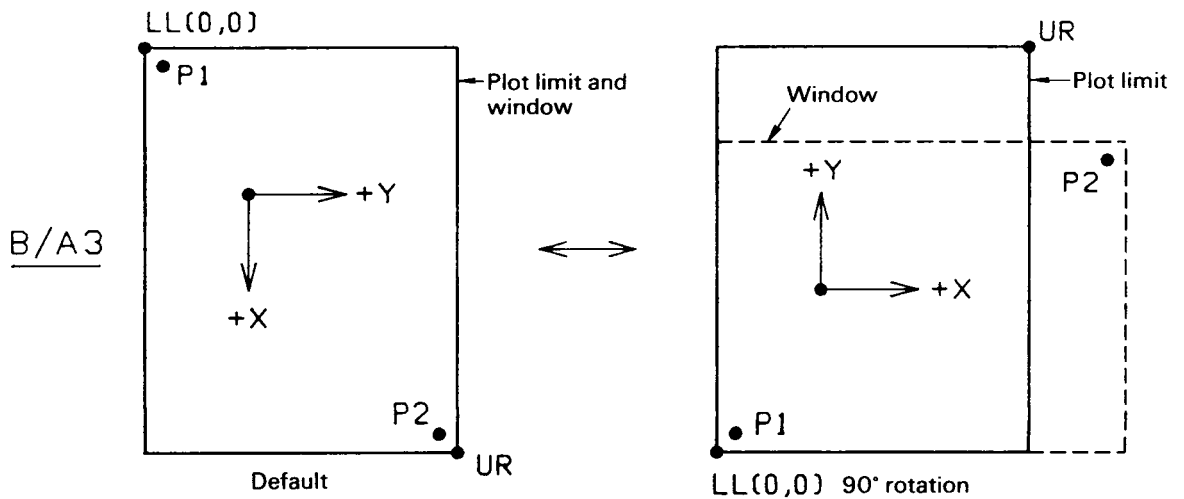 LL(0,0)
P1
Plot limit and
window
+Y
+X
B/A3
P2
UR
Default
UR
Plot limit
Window
P2
+Y
+X
P1
LL(0,0) 90° rotation